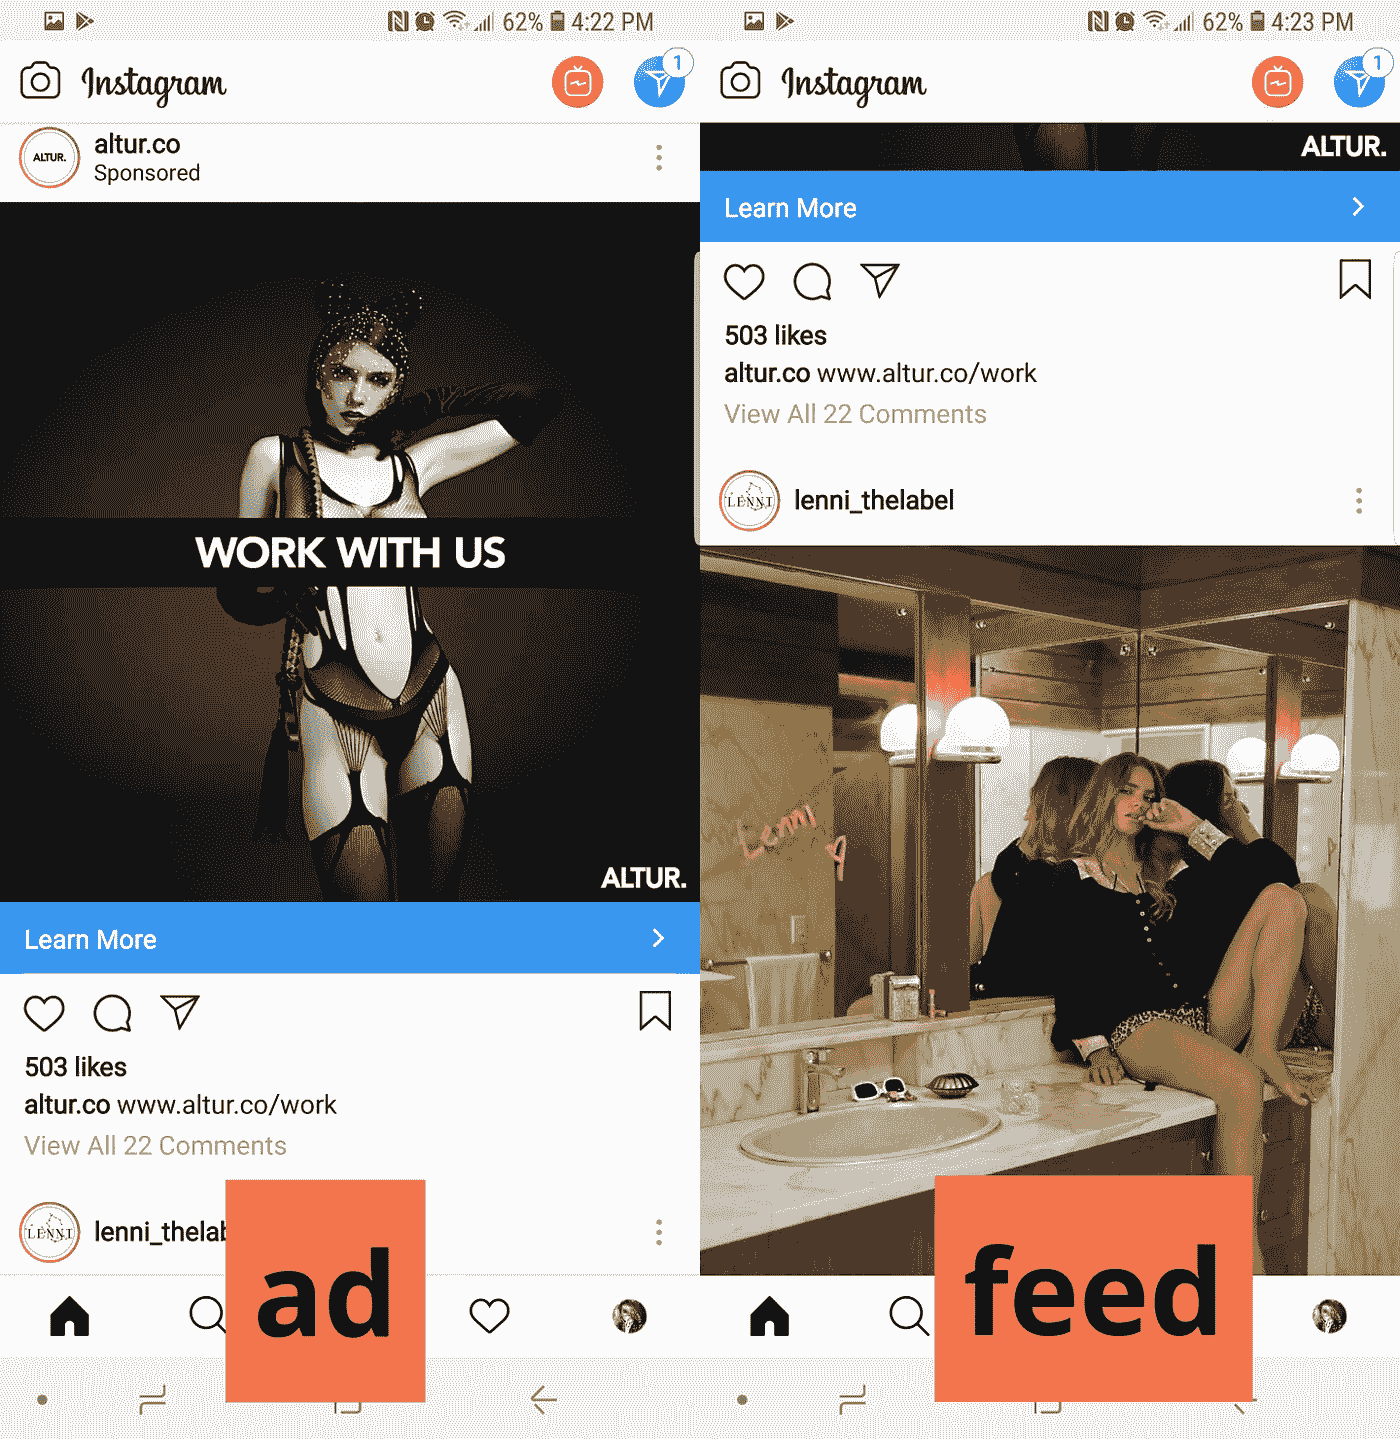 62% 4:22 PM
Instagram
1
ALTUR.
altur.co
Sponsored
WORK WITH US
ALTUR.
Learn More
503 likes
altur.co www.altur.co/work
View All 22 Comments
LENNI
lenni_thelab
ad
62% 4:23 PM
Instagram
1
ALTUR.
Learn More
503 likes
altur.co www.altur.co/work
View All 22 Comments
LENNI
lenni_thelabel
Lenni
feed